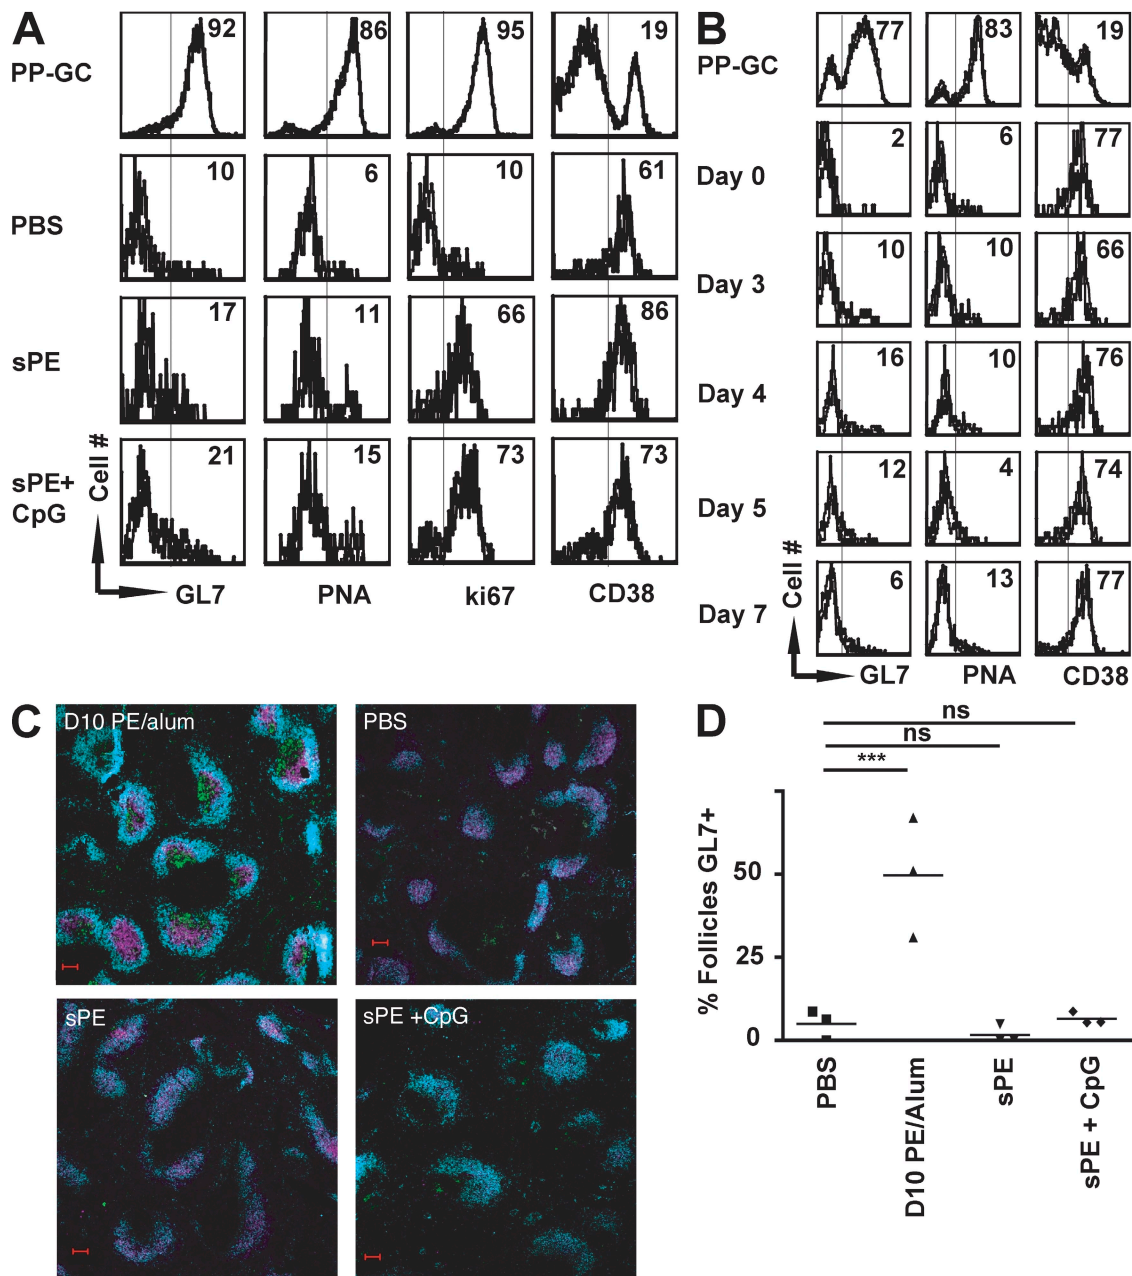 A
PP-GC
92
86
95
19
PBS
10
6
10
61
sPE
17
11
66
86
sPE+
CpG
21
15
73
73
Cell #
GL7
PNA
ki67
CD38
B
PP-GC
77
83
19
Day 0
2
6
77
Day 3
10
10
66
Day 4
16
10
76
Day 5
12
4
74
Day 7
6
13
77
Cell #
GL7
PNA
CD38
C
D10 PE/alum
PBS
sPE
sPE +CpG
D
ns
ns
***
% Follicles GL7+
50
25
0
PBS
D10 PE/Alum
sPE
sPE + CpG